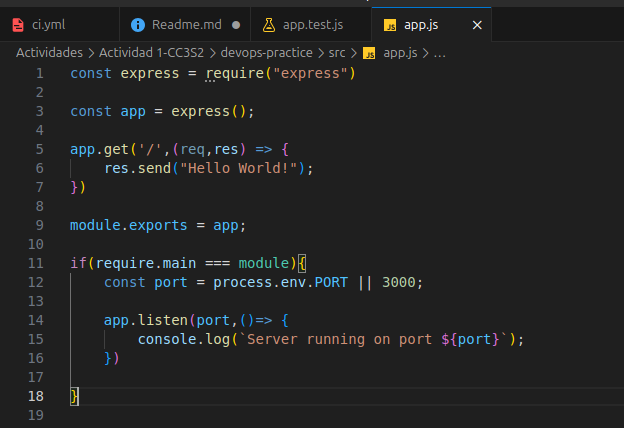 ci.yml Readme.md app.test.js JS app.js
Actividades > Actividad 1-CC3S2 > devops-practice > src > JS app.js > ...
1 const express = require("express")
2
3 const app = express();
4
5 app.get('/',(req,res) => {
6     res.send("Hello World!");
7 })
8
9 module.exports = app;
10
11 if(require.main === module){
12     const port = process.env.PORT || 3000;
13
14     app.listen(port,()=> {
15         console.log(`Server running on port ${port}`);
16     })
17
18 }
19